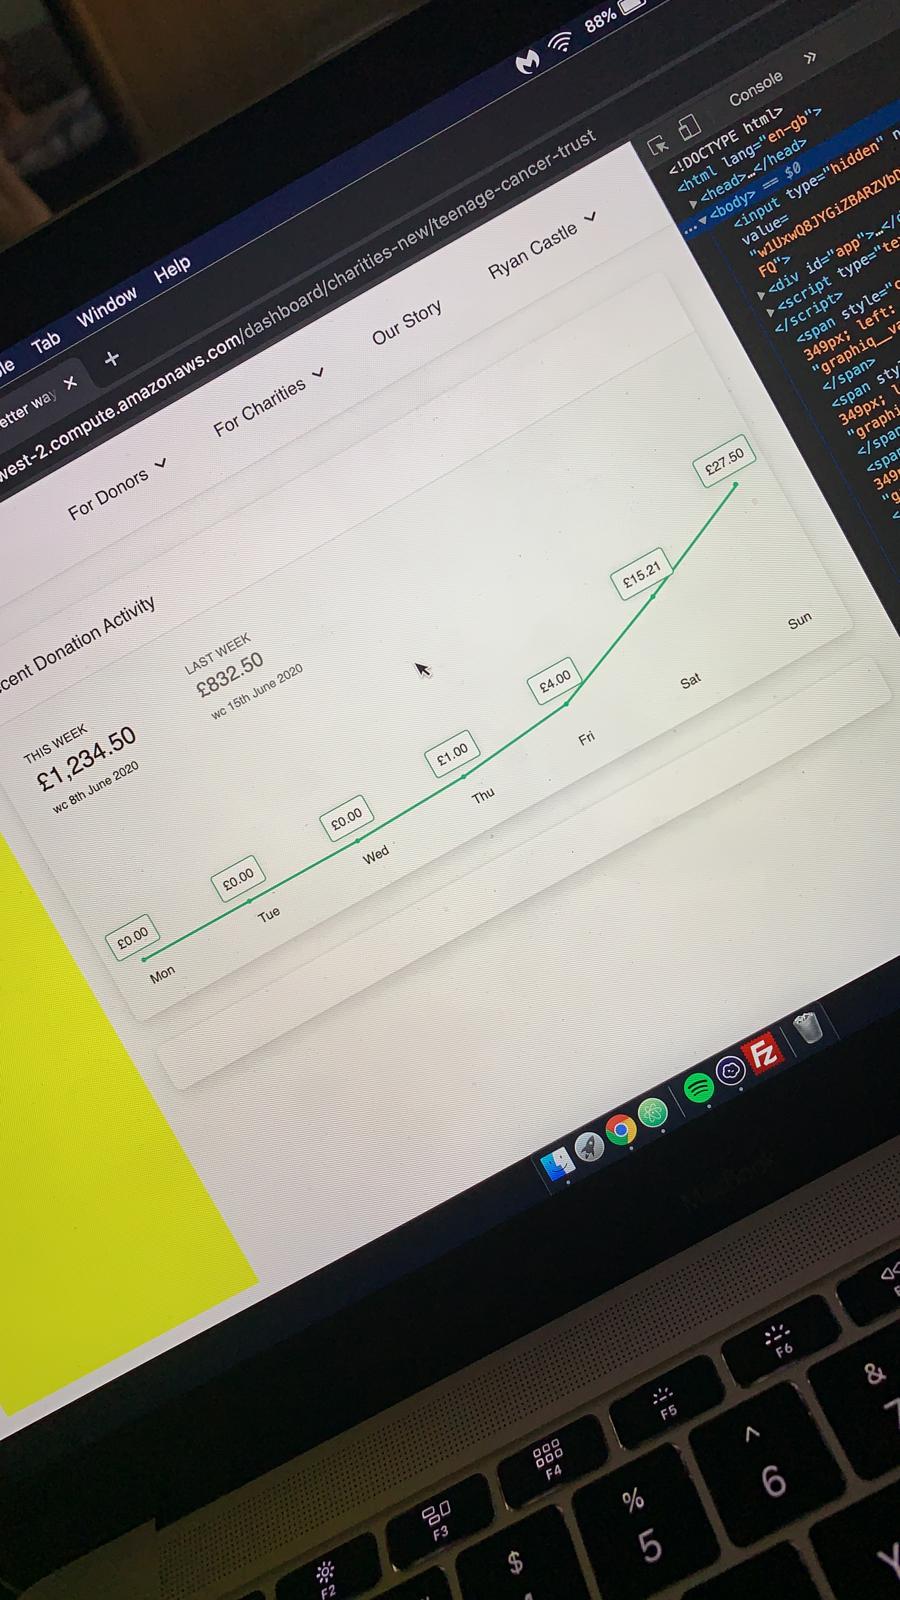 88%
le Tab Window Help
etter way × +
west-2.compute.amazonaws.com/dashboard/charities-new/teenage-cancer-trust
For Donors For Charities Our Story Ryan Castle
cent Donation Activity
THIS WEEK
£1,234.50
wc 8th June 2020
LAST WEEK
£832.50
wc 15th June 2020
£0.00
£0.00
£0.00
£1.00
£4.00
£15.21
£27.50
Mon
Tue
Wed
Thu
Fri
Sat
Sun
Console »
<!DOCTYPE html>
<html lang="en-gb">
<head>…</head>
…<body> == $0
<input type="hidden" n
value=
FQ">
<div id="app">…</d
<script type="te
</script>
<span style="
349px; left:
"graphiq__va
</span>
<span sty
349px; l
"graphi
</span
<spa
349
"g
<
Fz
MacBook
F2
F3
F4
F5
F6
$
%
5
^
6
&
7
Y